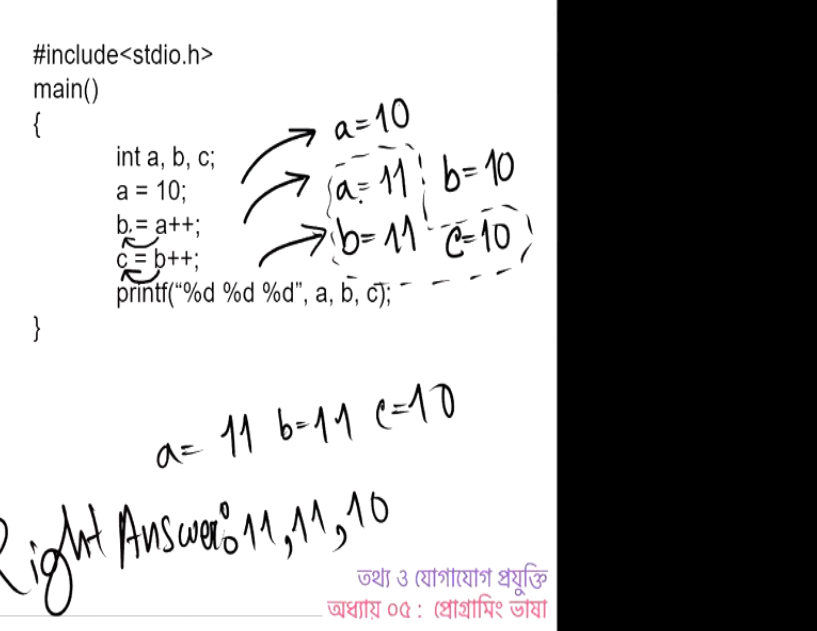 #include<stdio.h>
main()
{
int a, b, c;
a = 10;
b = a++;
c = b++;
printf("%d %d %d", a, b, c);
}
a=10
a=11 b=10
b=11 c=10
a= 11 b=11 c=10
Right Answer: 11,11,10
তথ্য ও যোগাযোগ প্রযুক্তি
অধ্যায় ০৫ : প্রোগ্রামিং ভাষা